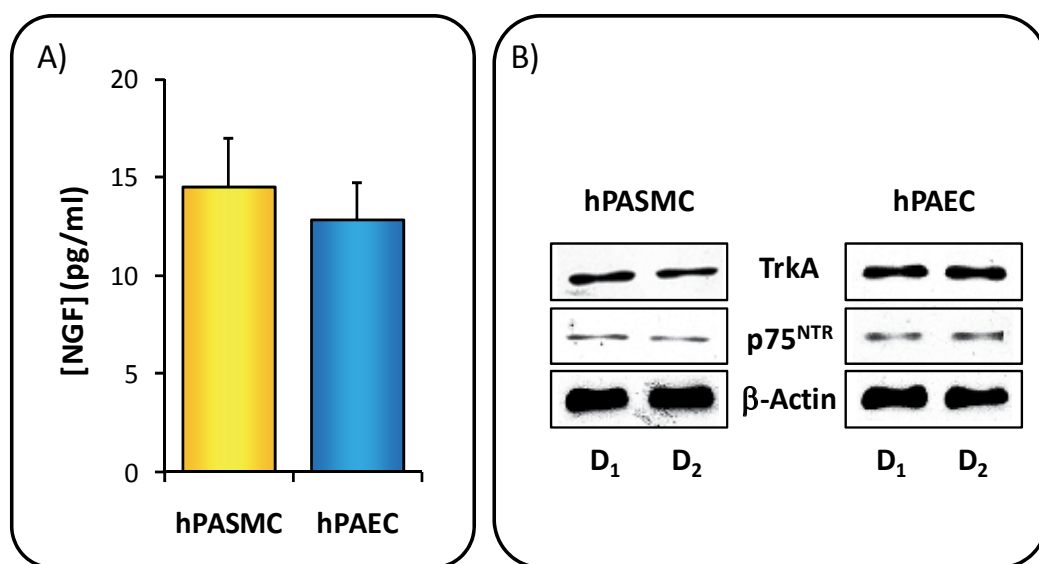 A)
20
15
10
5
0
[NGF] (pg/ml)
hPASMC hPAEC
B)
hPASMC hPAEC
TrkA
p75ᴺᵀᴿ
β-Actin
D₁ D₂ D₁ D₂